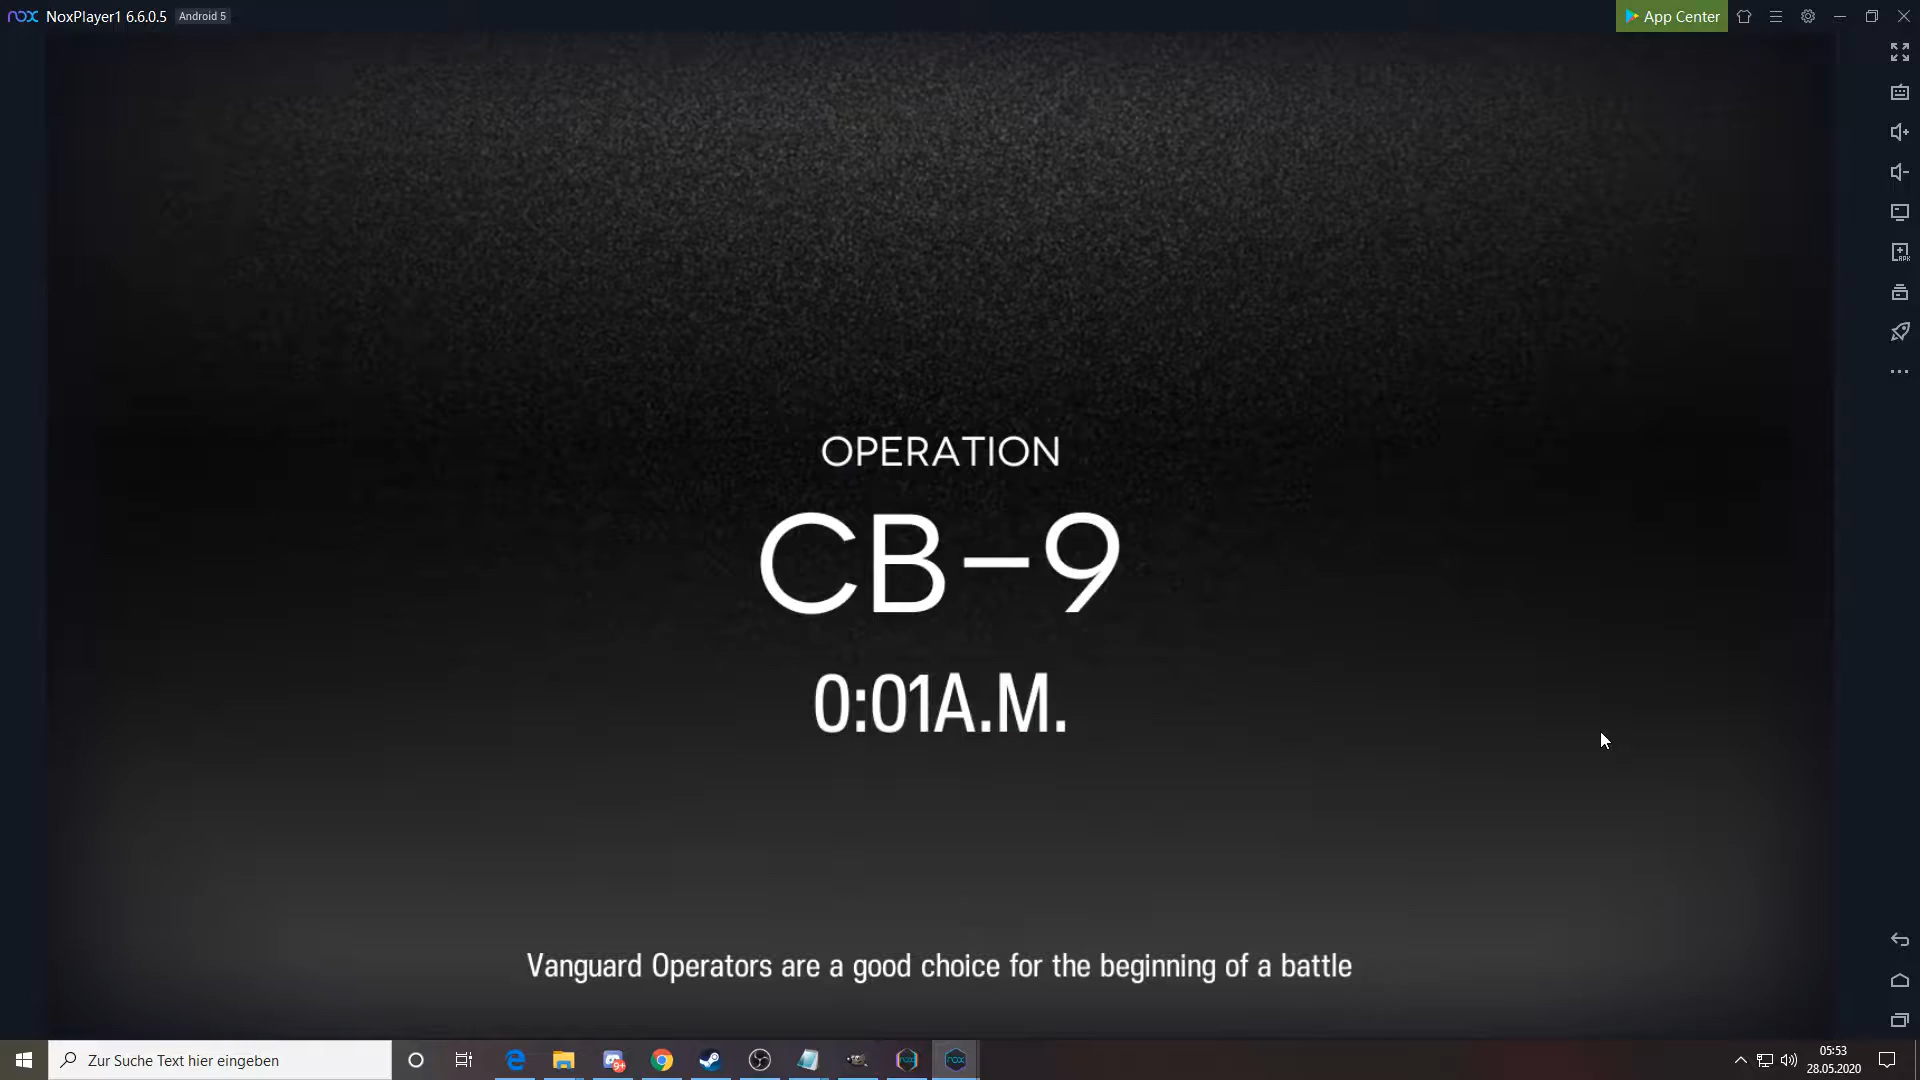 nox NoxPlayer1 6.6.0.5 Android 5
App Center
OPERATION
CB-9
0:01A.M.
Vanguard Operators are a good choice for the beginning of a battle
Zur Suche Text hier eingeben
05:53
28.05.2020